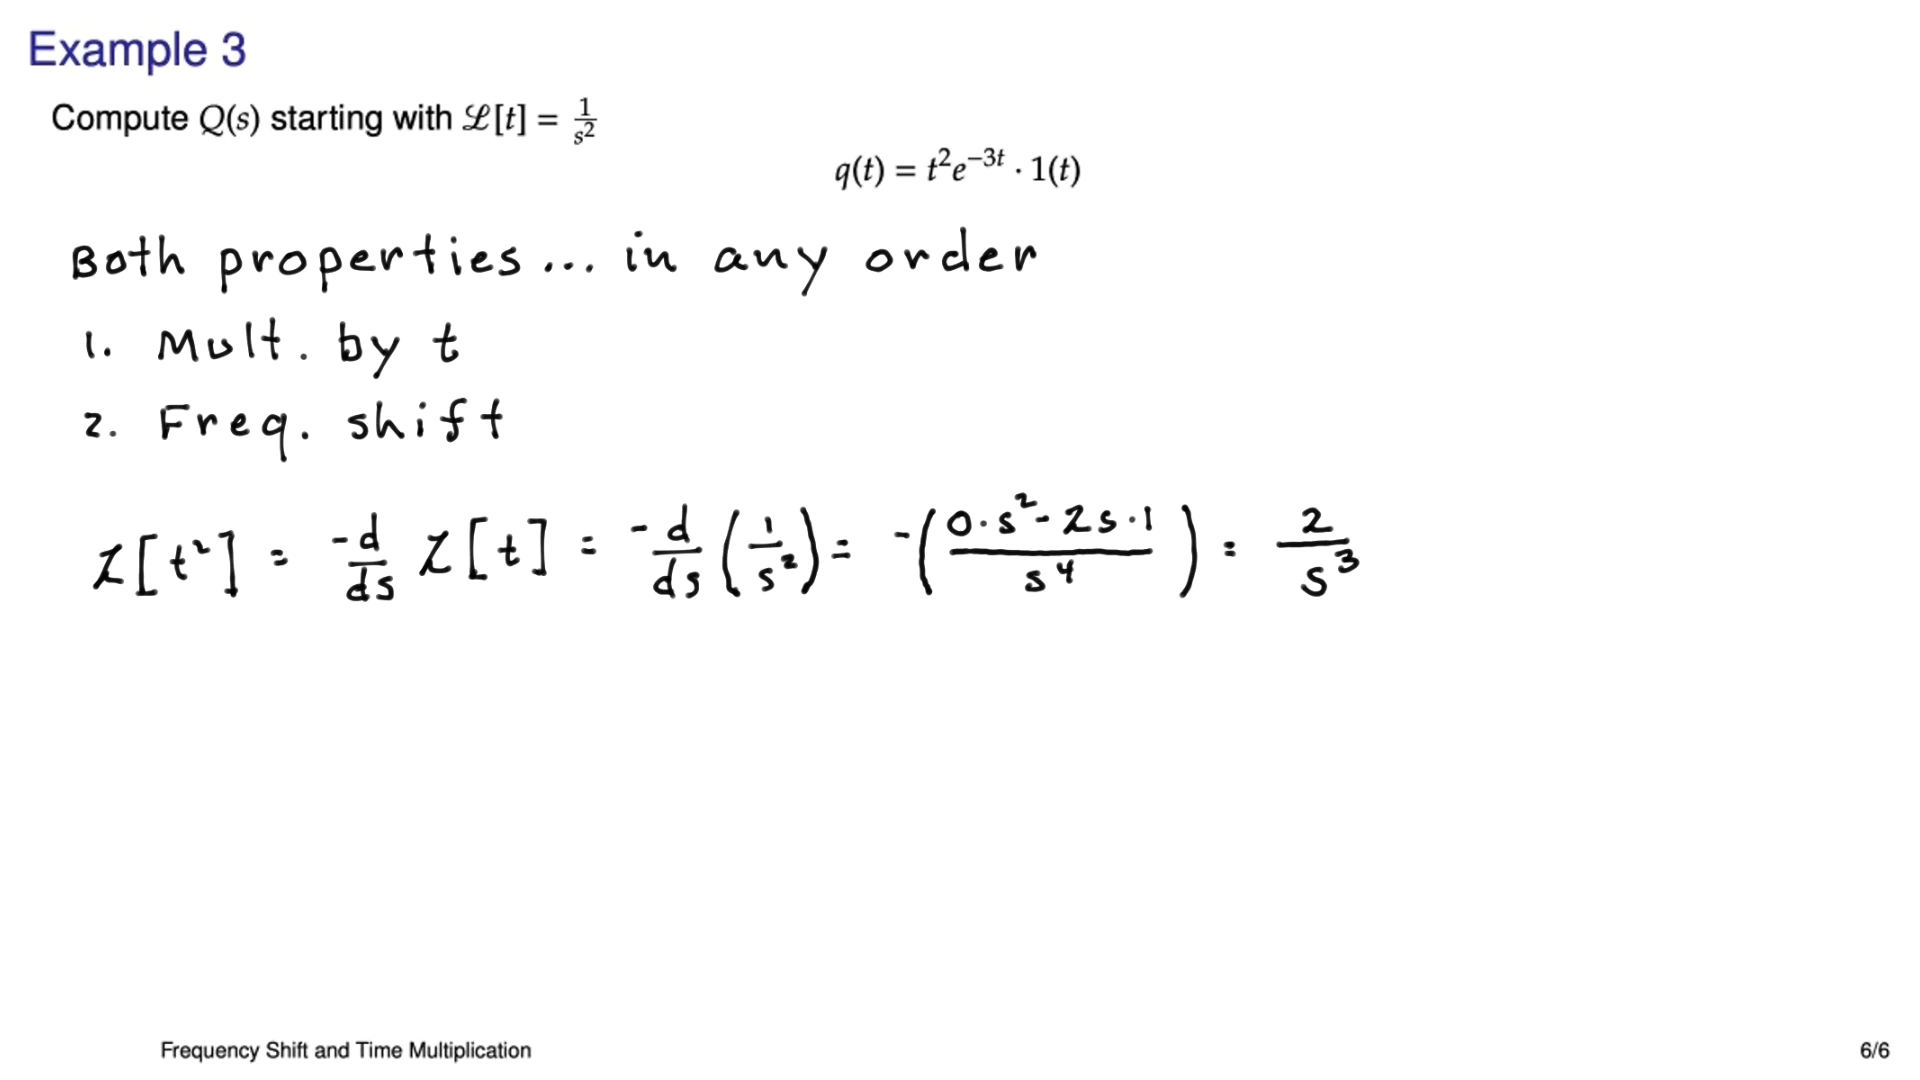 Example 3
Compute Q(s) starting with ℒ[t] = 1/s²
q(t) = t²e⁻³ᵗ · 1(t)
Both properties... in any order
1. Mult. by t
2. Freq. shift
ℒ[t²] = -d/ds ℒ[t] = -d/ds (1/s²) = -(0·s² - 2s·1 / s⁴) = 2/s³
Frequency Shift and Time Multiplication
6/6